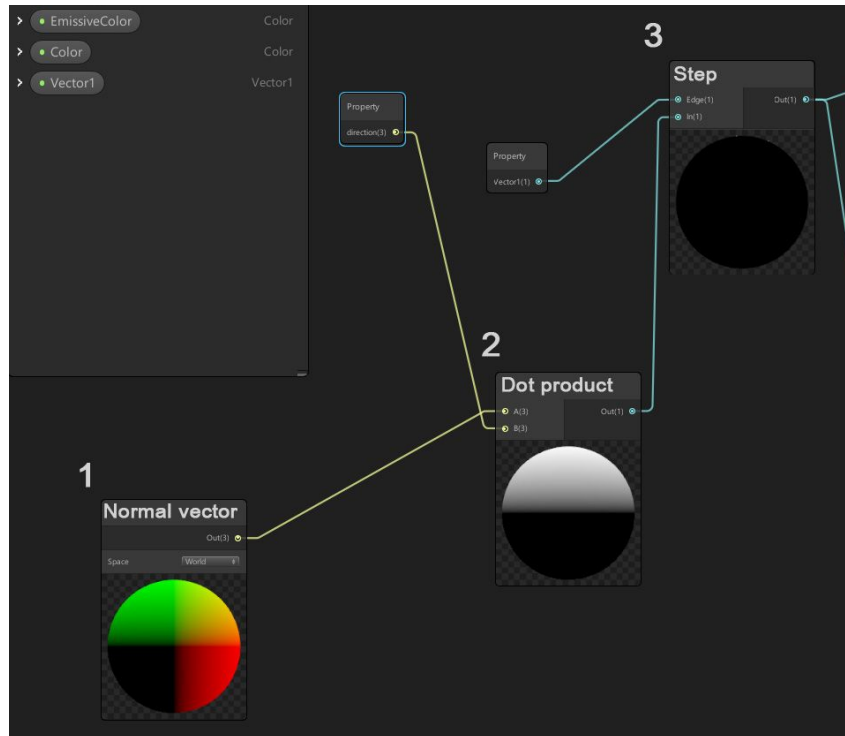 EmissiveColor Color
Color Color
Vector1 Vector1
3
Step
Edge(1) Out(1)
In(1)
Property
direction(3)
Property
Vector1(1)
2
Dot product
A(3) Out(1)
B(3)
1
Normal vector
Out(3)
Space World